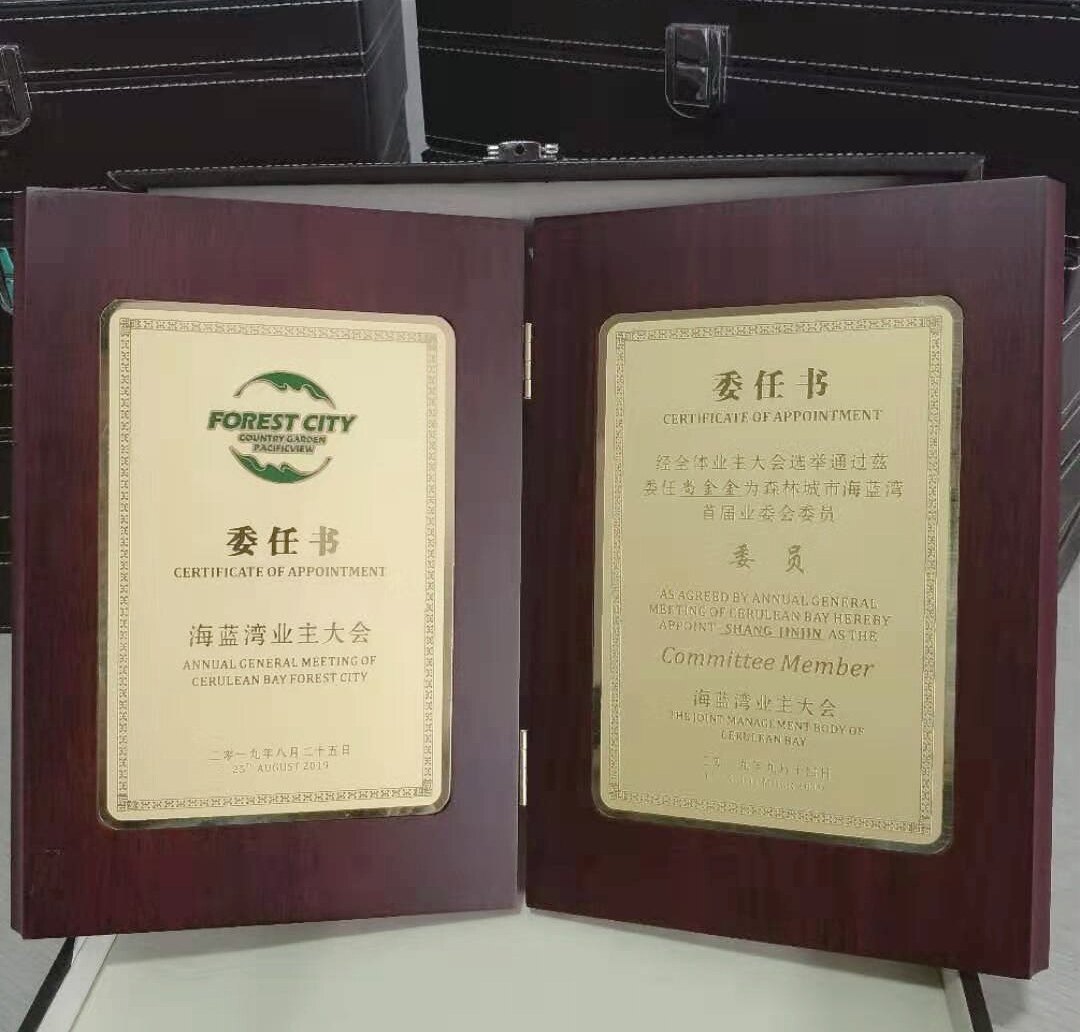 FOREST CITY
COUNTRY GARDEN
PACIFICVIEW
委任书
CERTIFICATE OF APPOINTMENT
海蓝湾业主大会
ANNUAL GENERAL MEETING OF
CERULEAN BAY FOREST CITY
二零一九年八月二十五日
25TH AUGUST 2019
委任书
CERTIFICATE OF APPOINTMENT
经全体业主大会选举通过兹
委任尚金金为森林城市海蓝湾
首届业委会委员
委员
AS AGREED BY ANNUAL GENERAL
MEETING OF CERULEAN BAY HEREBY
APPOINT SHANG JINJIN AS THE
Committee Member
海蓝湾业主大会
THE JOINT MANAGEMENT BODY OF
CERULEAN BAY